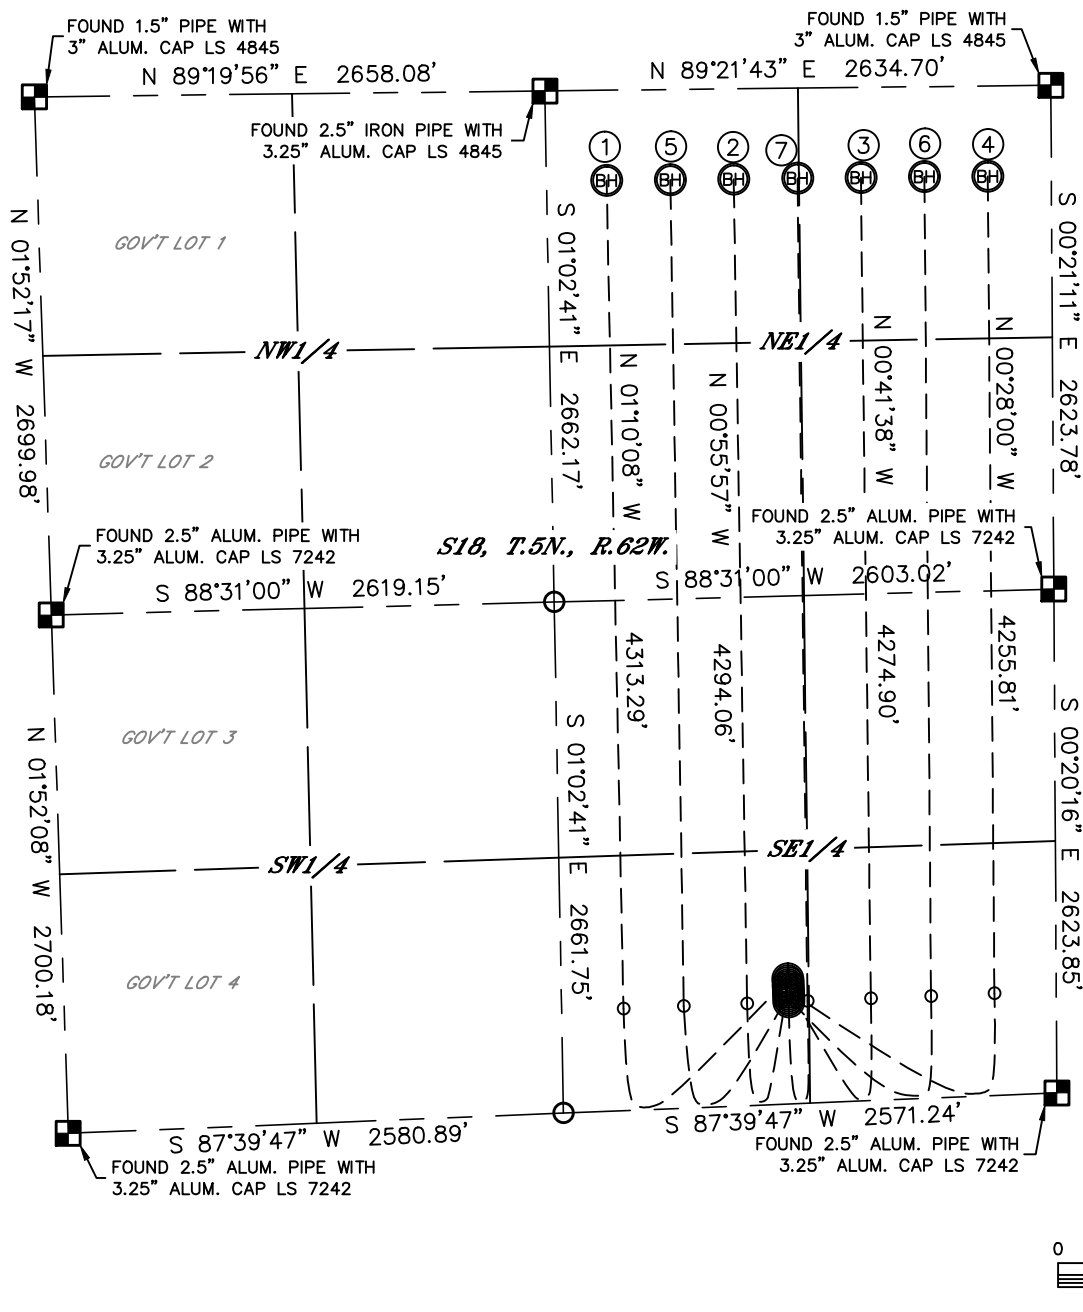 FOUND 1.5" PIPE WITH
3" ALUM. CAP LS 4845
FOUND 1.5" PIPE WITH
3" ALUM. CAP LS 4845
N 89°19'56" E 2658.08'
N 89°21'43" E 2634.70'
FOUND 2.5" IRON PIPE WITH
3.25" ALUM. CAP LS 4845
1
5
2
7
3
6
4
BH
BH
BH
BH
BH
BH
BH
N 01°52'17" W 2699.98'
GOV'T LOT 1
S 01°02'41" E 2662.17'
S 00°21'11" E 2623.78'
NW1/4
NE1/4
N 01°10'08" W 4313.29'
N 00°55'57" W 4294.06'
N 00°41'38" W 4274.90'
N 00°28'00" W 4255.81'
GOV'T LOT 2
FOUND 2.5" ALUM. PIPE WITH
3.25" ALUM. CAP LS 7242
S18, T.5N., R.62W.
FOUND 2.5" ALUM. PIPE WITH
3.25" ALUM. CAP LS 7242
S 88°31'00" W 2619.15'
S 88°31'00" W 2603.02'
N 01°52'08" W 2700.18'
GOV'T LOT 3
S 01°02'41" E 2661.75'
S 00°20'16" E 2623.85'
SW1/4
SE1/4
GOV'T LOT 4
S 87°39'47" W 2580.89'
S 87°39'47" W 2571.24'
FOUND 2.5" ALUM. PIPE WITH
3.25" ALUM. CAP LS 7242
FOUND 2.5" ALUM. PIPE WITH
3.25" ALUM. CAP LS 7242
0